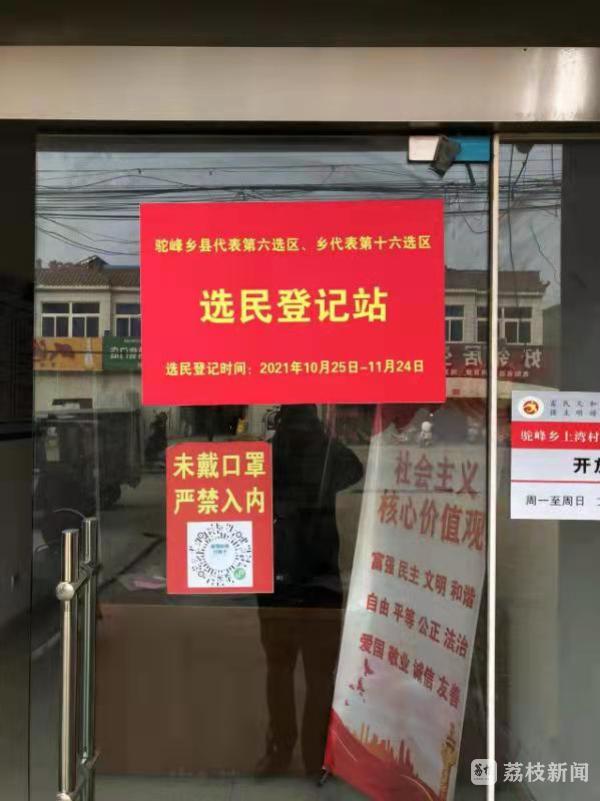 驼峰乡县代表第六选区、乡代表第十六选区
选民登记站
选民登记时间：2021年10月25日-11月24日
未戴口罩
严禁入内
社会主义
核心价值观
富强 民主 文明 和谐
自由 平等 公正 法治
爱国 敬业 诚信 友善
驼峰乡上湾村
开放
周一至周日
荔枝新闻